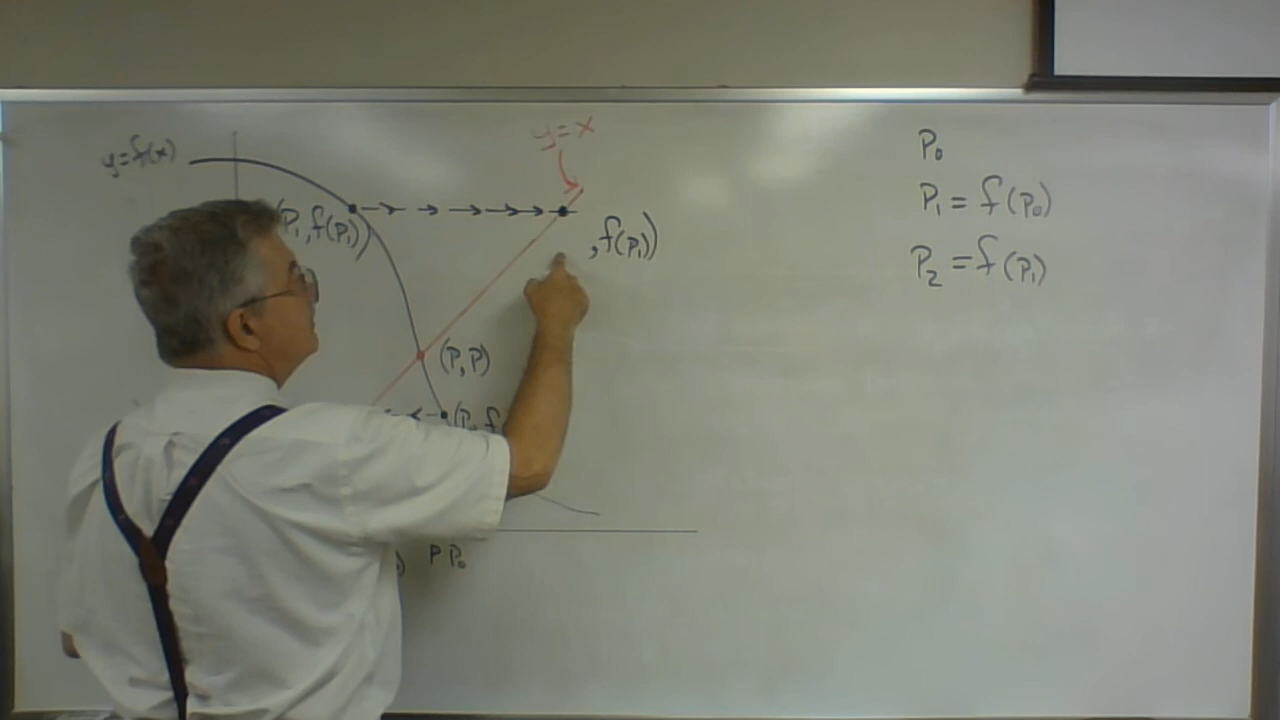 y=x
y=f(x)
P₀
P₁ = f(P₀)
(P₁, f(P₁))
, f(P₁))
P₂ = f(P₁)
(P, P)
(P₀, f
)
P P₀